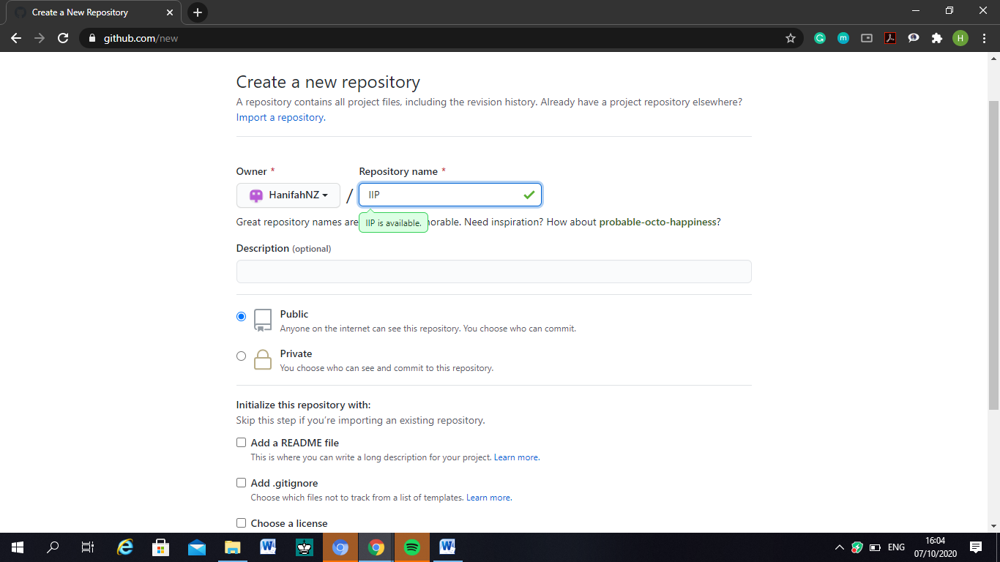 Create a New Repository
github.com/new
G
m
H
Create a new repository
A repository contains all project files, including the revision history. Already have a project repository elsewhere?
Import a repository.
Owner *
Repository name *
HanifahNZ
/
IIP
Great repository names are
IIP is available.
orable. Need inspiration? How about probable-octo-happiness?
Description (optional)
Public
Anyone on the internet can see this repository. You choose who can commit.
Private
You choose who can see and commit to this repository.
Initialize this repository with:
Skip this step if you're importing an existing repository.
Add a README file
This is where you can write a long description for your project. Learn more.
Add .gitignore
Choose which files not to track from a list of templates. Learn more.
Choose a license
ENG
16:04
07/10/2020